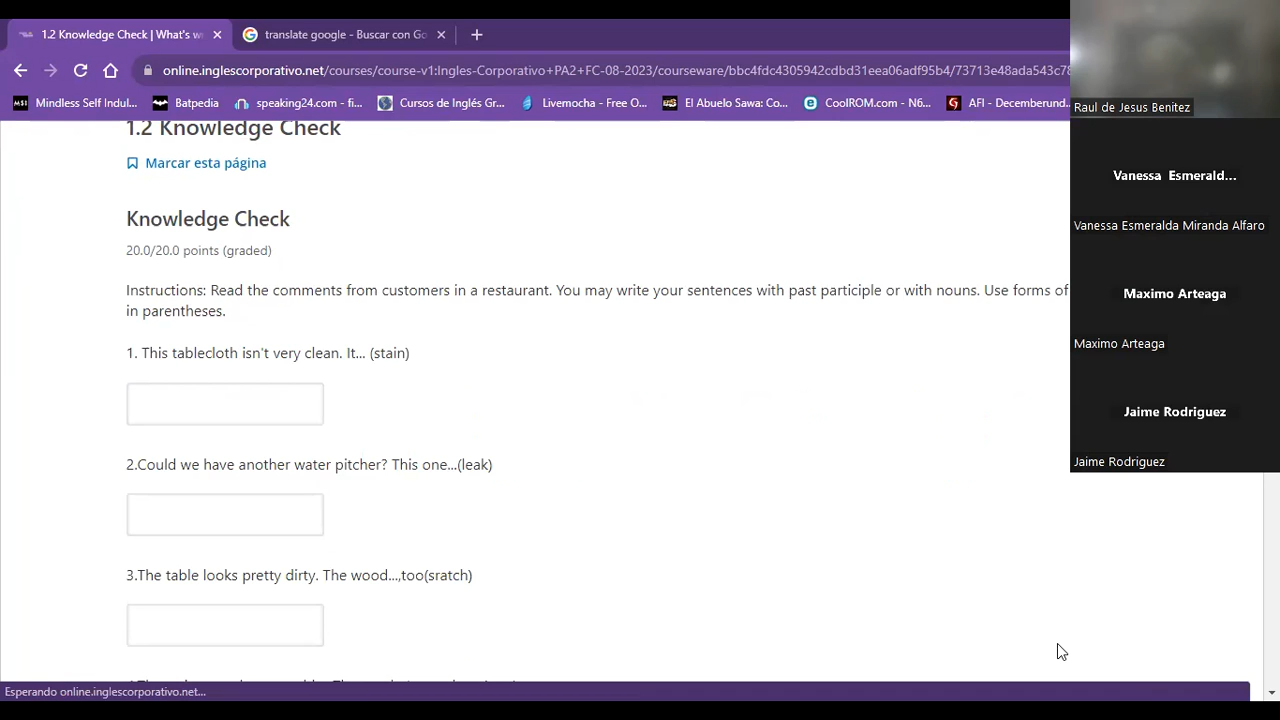 1.2 Knowledge Check | What's w
translate google - Buscar con Go
online.inglescorporativo.net/courses/course-v1:Ingles-Corporativo+PA2+FC-08-2023/courseware/bbc4fdc4305942cdbd31eea06adf95b4/73713e48ada543c78
Mindless Self Indul... Batpedia speaking24.com - fi... Cursos de Inglés Gr... Livemocha - Free O... El Abuelo Sawa: Co... CoolROM.com - N6... AFI - Decemberund...
1.2 Knowledge Check
Marcar esta página
Knowledge Check
20.0/20.0 points (graded)
Instructions: Read the comments from customers in a restaurant. You may write your sentences with past participle or with nouns. Use forms of
in parentheses.
1. This tablecloth isn't very clean. It... (stain)
2.Could we have another water pitcher? This one...(leak)
3.The table looks pretty dirty. The wood...,too(sratch)
Esperando online.inglescorporativo.net...
Raul de Jesus Benitez
Vanessa Esmerald...
Vanessa Esmeralda Miranda Alfaro
Maximo Arteaga
Maximo Arteaga
Jaime Rodriguez
Jaime Rodriguez